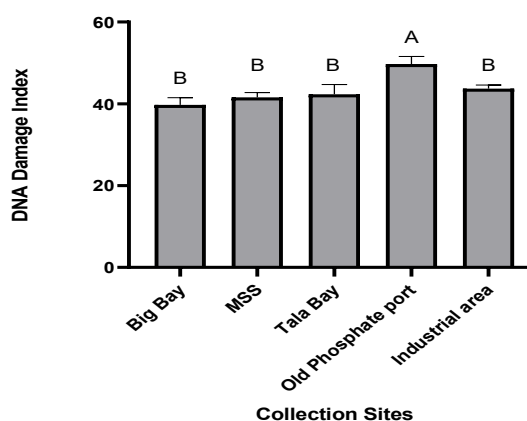 60
40
20
0
DNA Damage Index
B
B
B
A
B
Big Bay
MSS
Tala Bay
Old Phosphate port
Industrial area
Collection Sites